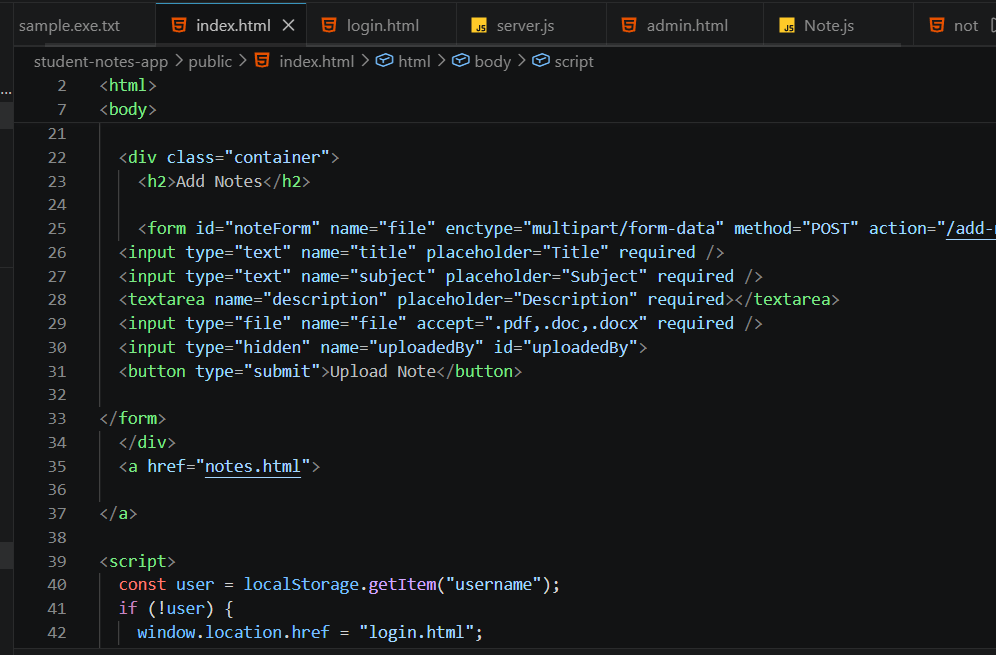 sample.exe.txt index.html login.html server.js admin.html Note.js not
student-notes-app > public > index.html > html > body > script
2 <html>
7 <body>
21
22 <div class="container">
23 <h2>Add Notes</h2>
24
25 <form id="noteForm" name="file" enctype="multipart/form-data" method="POST" action="/add-
26 <input type="text" name="title" placeholder="Title" required />
27 <input type="text" name="subject" placeholder="Subject" required />
28 <textarea name="description" placeholder="Description" required></textarea>
29 <input type="file" name="file" accept=".pdf,.doc,.docx" required />
30 <input type="hidden" name="uploadedBy" id="uploadedBy">
31 <button type="submit">Upload Note</button>
32
33 </form>
34 </div>
35 <a href="notes.html">
36
37 </a>
38
39 <script>
40 const user = localStorage.getItem("username");
41 if (!user) {
42 window.location.href = "login.html";